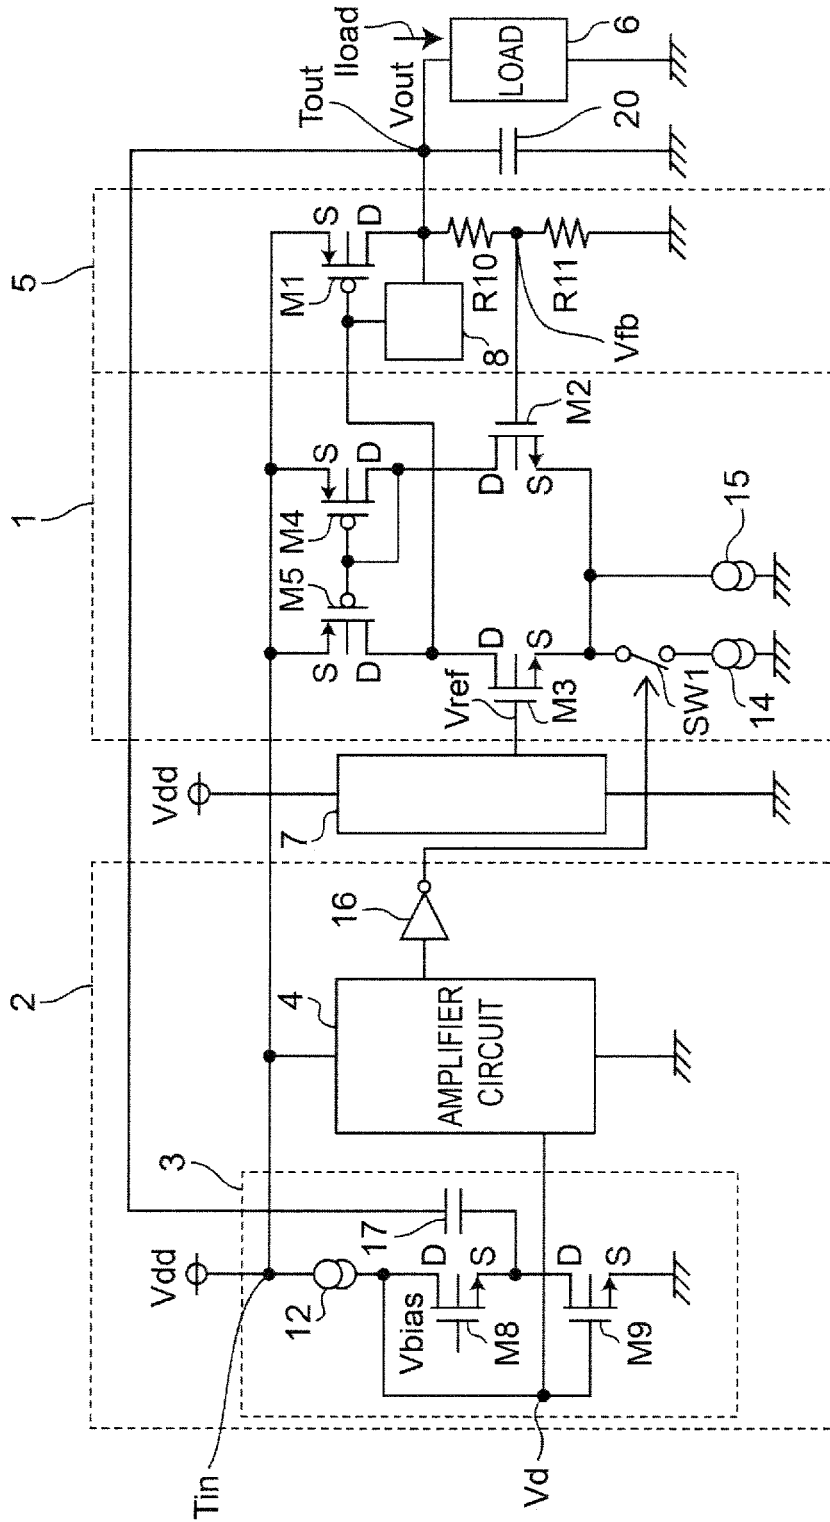 2
1
5
Vdd
3
4
16
7
Vdd
M5
M4
S
D
S
D
M1
S
D
Tout
Vout
Iload
LOAD
6
20
Tin
12
17
Vbias
D
S
M8
D
S
M9
Vd
AMPLIFIER
CIRCUIT
Vref
D
S
M3
D
S
M2
8
R10
R11
Vfb
SW1
14
15